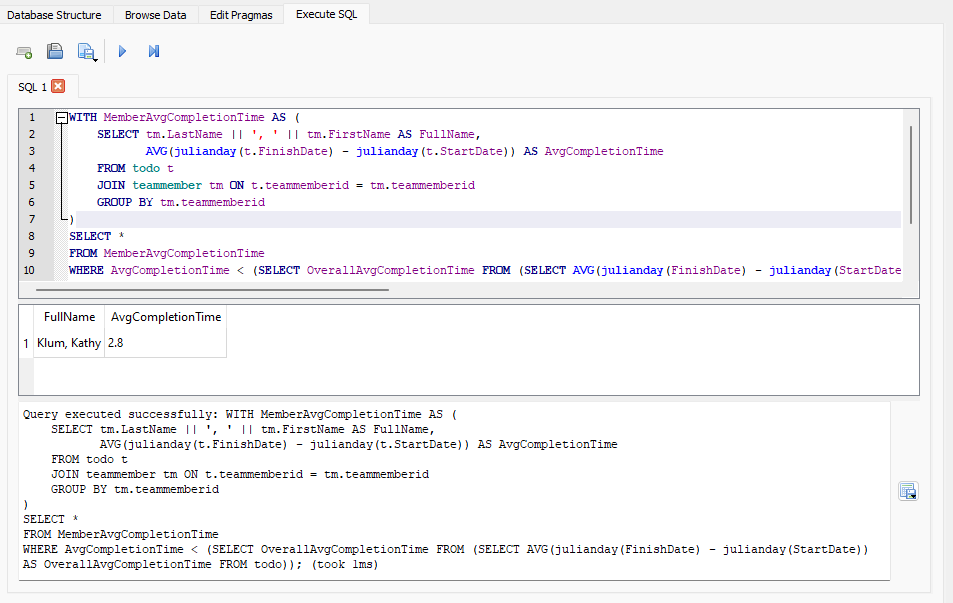 Database Structure Browse Data Edit Pragmas Execute SQL
SQL 1
1 WITH MemberAvgCompletionTime AS (
2 SELECT tm.LastName || ', ' || tm.FirstName AS FullName,
3 AVG(julianday(t.FinishDate) - julianday(t.StartDate)) AS AvgCompletionTime
4 FROM todo t
5 JOIN teammember tm ON t.teammemberid = tm.teammemberid
6 GROUP BY tm.teammemberid
7 )
8 SELECT *
9 FROM MemberAvgCompletionTime
10 WHERE AvgCompletionTime < (SELECT OverallAvgCompletionTime FROM (SELECT AVG(julianday(FinishDate) - julianday(StartDate
FullName AvgCompletionTime
1 Klum, Kathy 2.8
Query executed successfully: WITH MemberAvgCompletionTime AS (
SELECT tm.LastName || ', ' || tm.FirstName AS FullName,
AVG(julianday(t.FinishDate) - julianday(t.StartDate)) AS AvgCompletionTime
FROM todo t
JOIN teammember tm ON t.teammemberid = tm.teammemberid
GROUP BY tm.teammemberid
)
SELECT *
FROM MemberAvgCompletionTime
WHERE AvgCompletionTime < (SELECT OverallAvgCompletionTime FROM (SELECT AVG(julianday(FinishDate) - julianday(StartDate))
AS OverallAvgCompletionTime FROM todo)); (took 1ms)